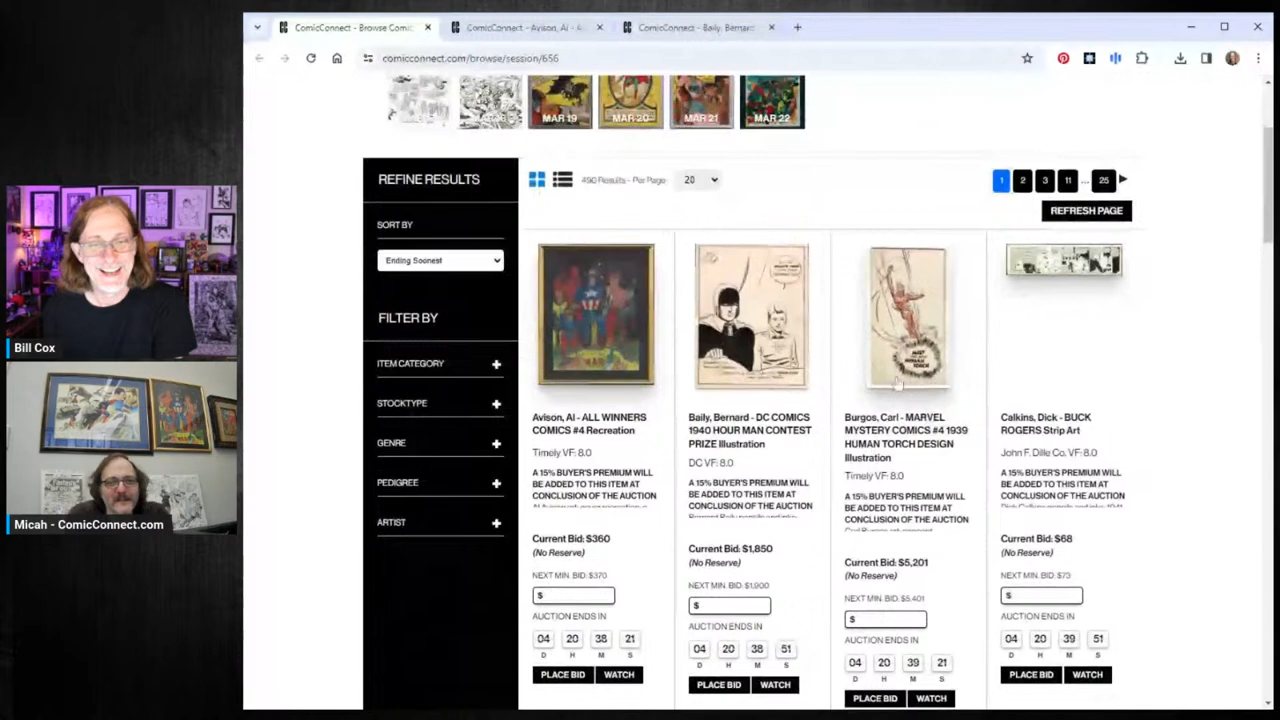 ComicConnect - Browse Comic
ComicConnect - Avison, Al - A
ComicConnect - Baily, Bernard
comicconnect.com/browse/session/656
MAR 19
MAR 20
MAR 21
MAR 22
REFINE RESULTS
490 Results - Per Page:
20
1
2
3
11
...
25
REFRESH PAGE
SORT BY
Ending Soonest
FILTER BY
ITEM CATEGORY
STOCKTYPE
GENRE
PEDIGREE
ARTIST
Avison, Al - ALL WINNERS
COMICS #4 Recreation
Timely VF: 8.0
A 15% BUYER'S PREMIUM WILL
BE ADDED TO THIS ITEM AT
CONCLUSION OF THE AUCTION
Current Bid: $360
(No Reserve)
NEXT MIN. BID: $370
$
AUCTION ENDS IN
04 20 38 21
D H M S
PLACE BID WATCH
Baily, Bernard - DC COMICS
1940 HOUR MAN CONTEST
PRIZE Illustration
DC VF: 8.0
A 15% BUYER'S PREMIUM WILL
BE ADDED TO THIS ITEM AT
CONCLUSION OF THE AUCTION
Current Bid: $1,850
(No Reserve)
NEXT MIN. BID: $1,900
$
AUCTION ENDS IN
04 20 38 51
D H M S
PLACE BID WATCH
HUMAN TORCH
Burgos, Carl - MARVEL
MYSTERY COMICS #4 1939
HUMAN TORCH DESIGN
Illustration
Timely VF: 8.0
A 15% BUYER'S PREMIUM WILL
BE ADDED TO THIS ITEM AT
CONCLUSION OF THE AUCTION
Current Bid: $5,201
(No Reserve)
NEXT MIN. BID: $5,401
$
AUCTION ENDS IN
04 20 39 21
D H M S
PLACE BID WATCH
Calkins, Dick - BUCK
ROGERS Strip Art
John F. Dille Co. VF: 8.0
A 15% BUYER'S PREMIUM WILL
BE ADDED TO THIS ITEM AT
CONCLUSION OF THE AUCTION
Current Bid: $68
(No Reserve)
NEXT MIN. BID: $73
$
AUCTION ENDS IN
04 20 39 51
D H M S
PLACE BID WATCH
Bill Cox
Micah - ComicConnect.com